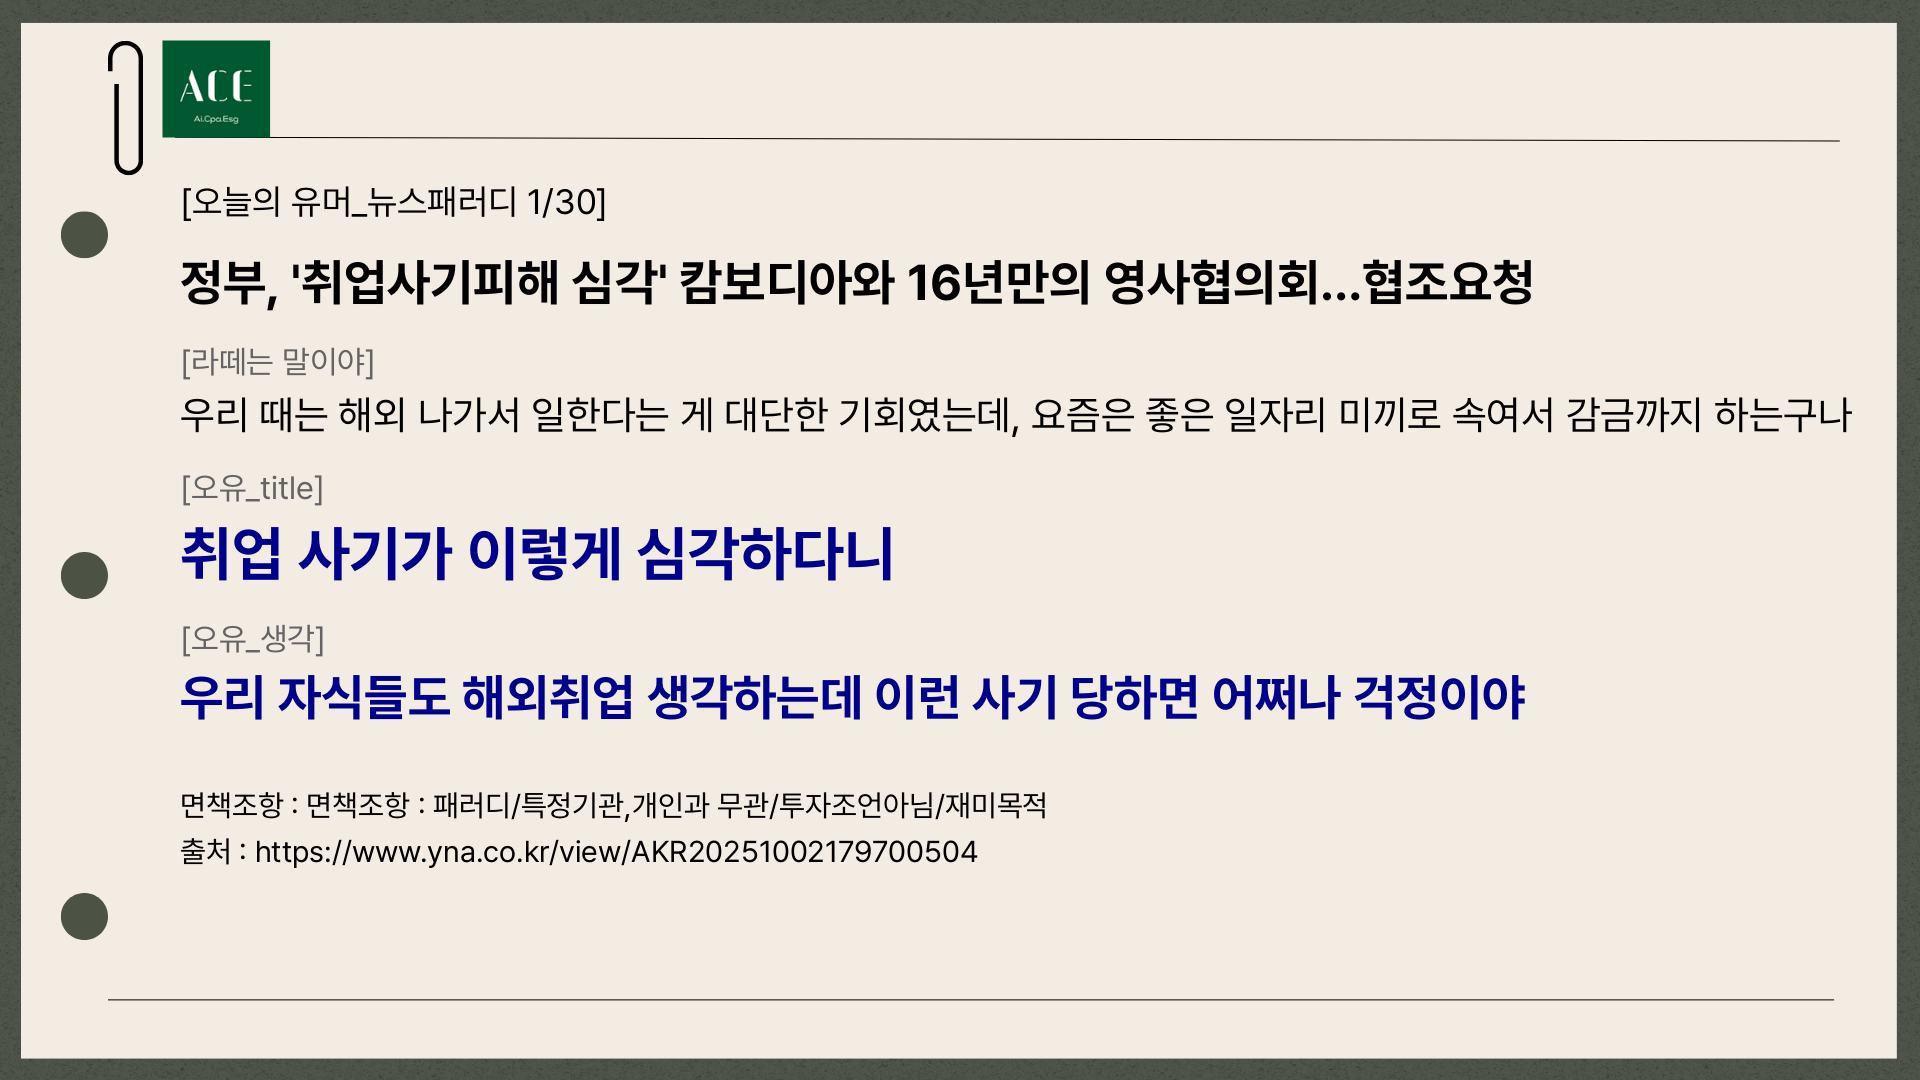 ACE
Ai.Cpa.Esg
[오늘의 유머_뉴스패러디 1/30]
정부, '취업사기피해 심각' 캄보디아와 16년만의 영사협의회...협조요청
[라떼는 말이야]
우리 때는 해외 나가서 일한다는 게 대단한 기회였는데, 요즘은 좋은 일자리 미끼로 속여서 감금까지 하는구나
[오유_title]
취업 사기가 이렇게 심각하다니
[오유_생각]
우리 자식들도 해외취업 생각하는데 이런 사기 당하면 어쩌나 걱정이야
면책조항 : 면책조항 : 패러디/특정기관,개인과 무관/투자조언아님/재미목적
출처 : https://www.yna.co.kr/view/AKR20251002179700504